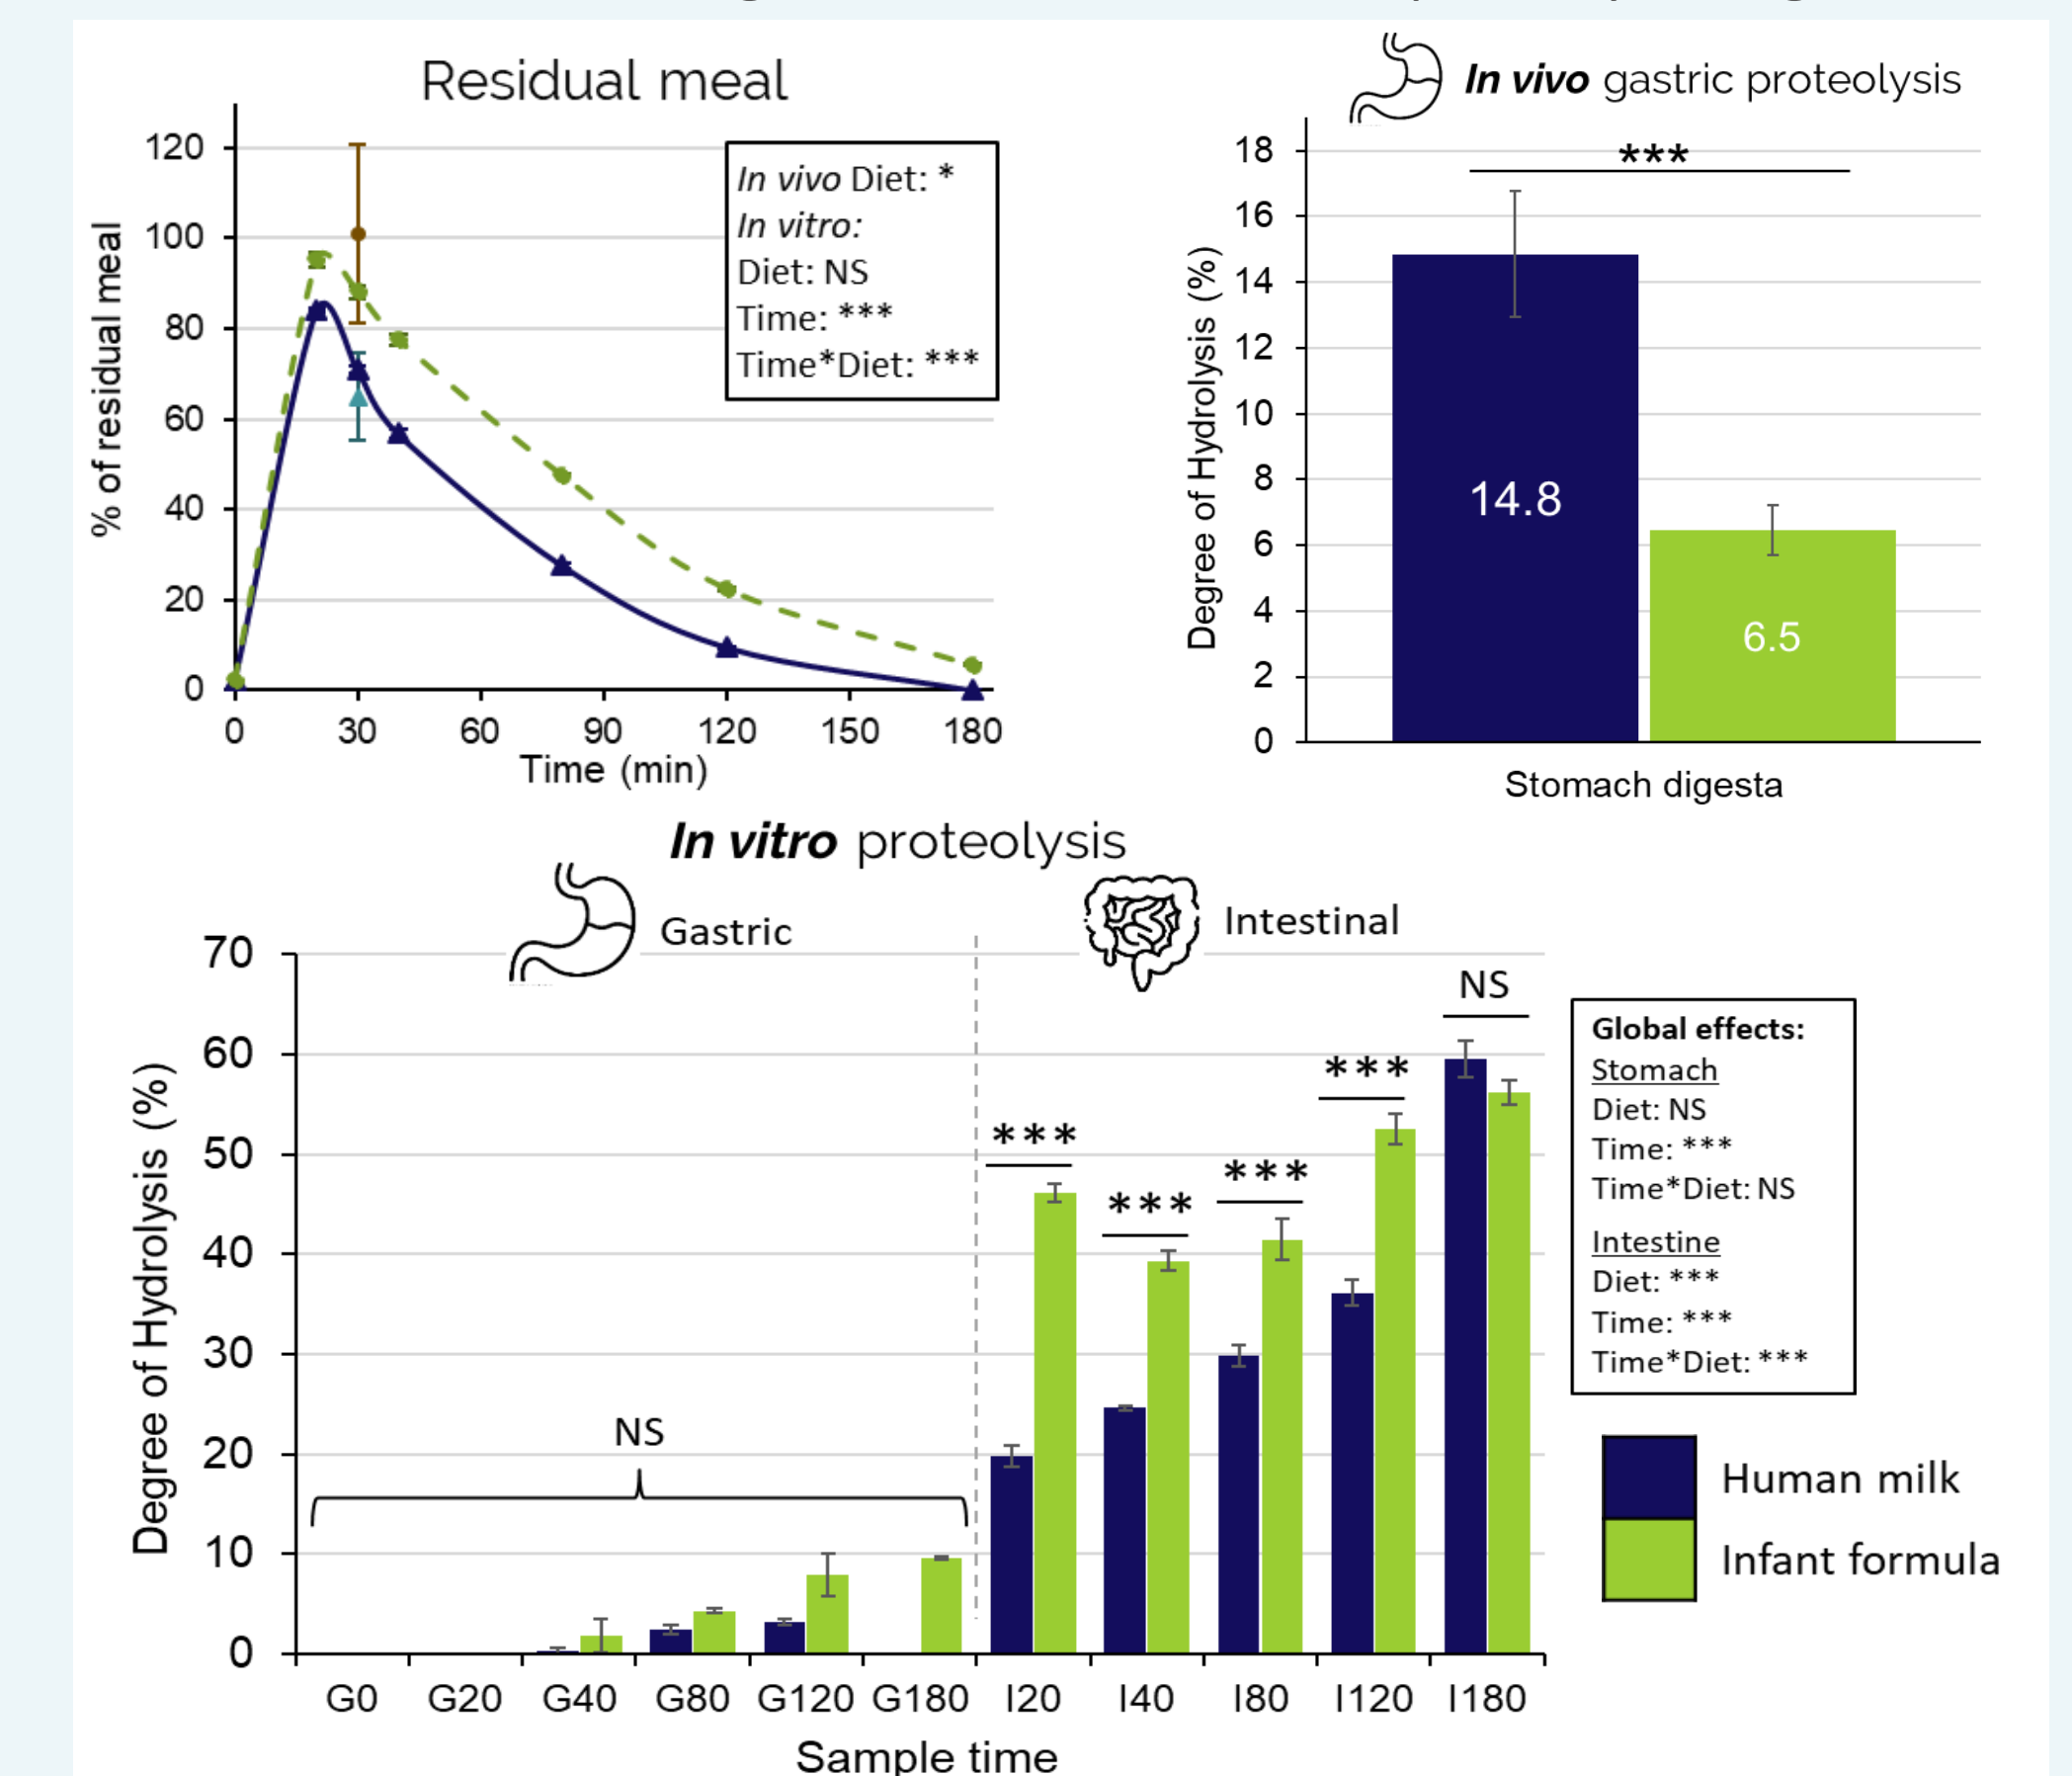 Residual meal
% of residual meal
120
100
80
60
40
20
0
0 30 60 90 120 150 180
Time (min)
In vivo Diet: *
In vitro:
Diet: NS
Time: ***
Time*Diet: ***
In vivo gastric proteolysis
***
Degree of Hydrolysis (%)
18
16
14
12
10
8
6
4
2
0
14.8
6.5
Stomach digesta
In vitro proteolysis
Gastric
Intestinal
Degree of Hydrolysis (%)
70
60
50
40
30
20
10
0
NS
***
***
***
***
NS
G0 G20 G40 G80 G120 G180 I20 I40 I80 I120 I180
Sample time
Global effects:
Stomach
Diet: NS
Time: ***
Time*Diet: NS
Intestine
Diet: ***
Time: ***
Time*Diet: ***
Human milk
Infant formula